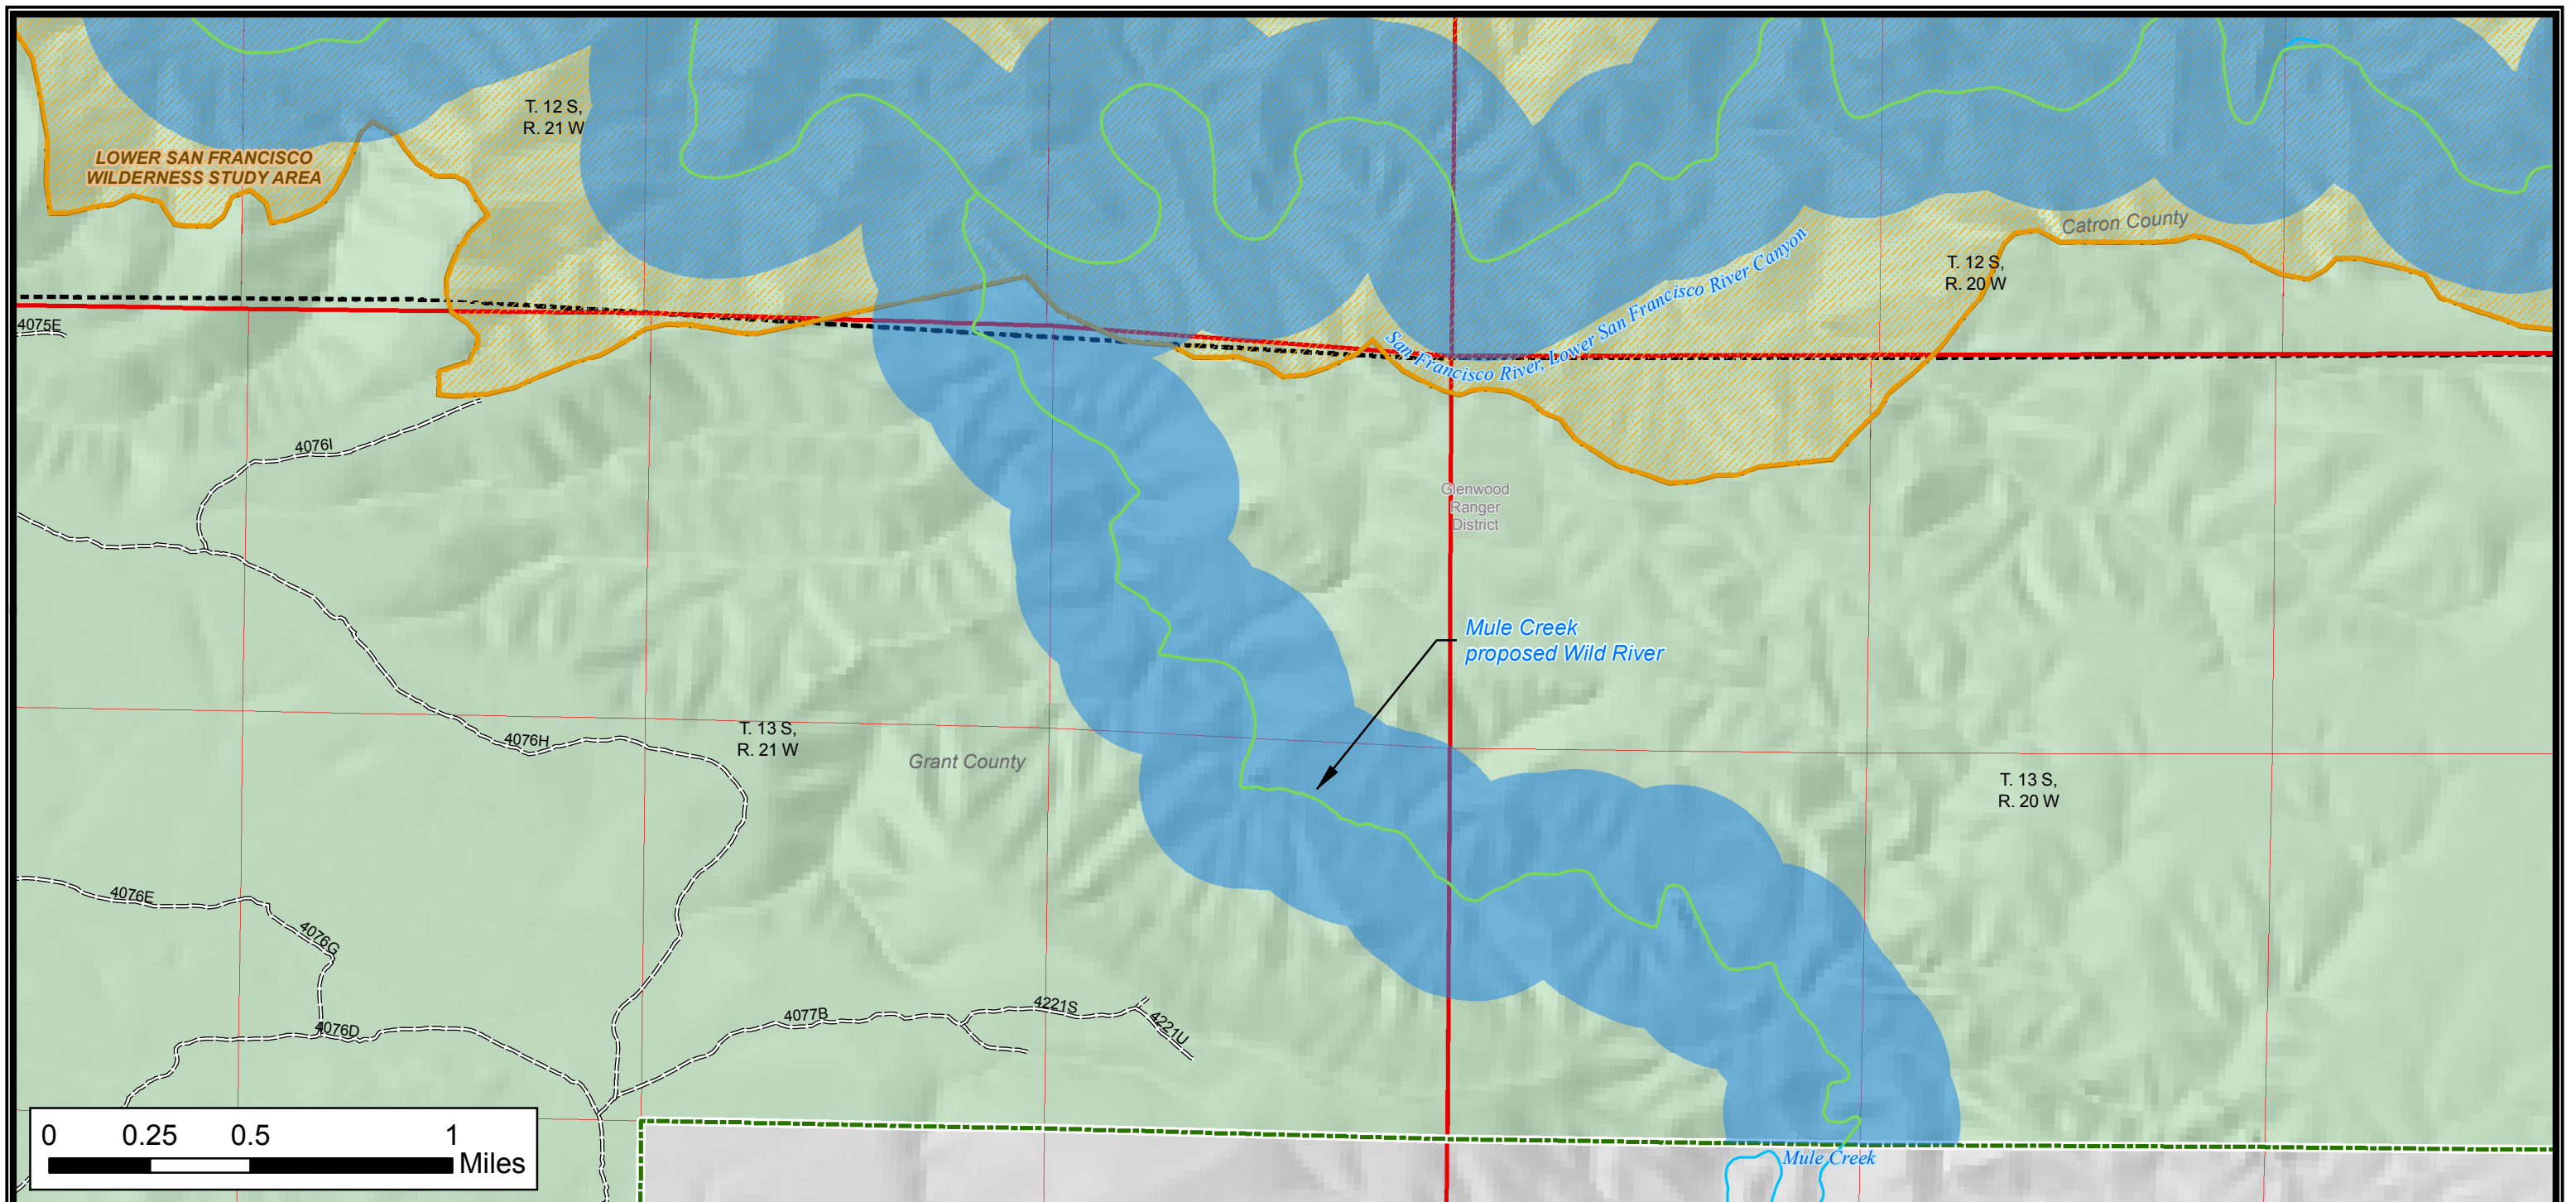 T. 12 S,
R. 21 W
LOWER SAN FRANCISCO
WILDERNESS STUDY AREA
Catron County
T. 12 S,
R. 20 W
San Francisco River, Lower San Francisco River Canyon
4075E
4076I
Glenwood
Ranger
District
Mule Creek
proposed Wild River
4076H
T. 13 S,
R. 21 W
Grant County
T. 13 S,
R. 20 W
4076E
4076G
4076D
4077B
4221S
4221U
0 0.25 0.5 1
Miles
Mule Creek